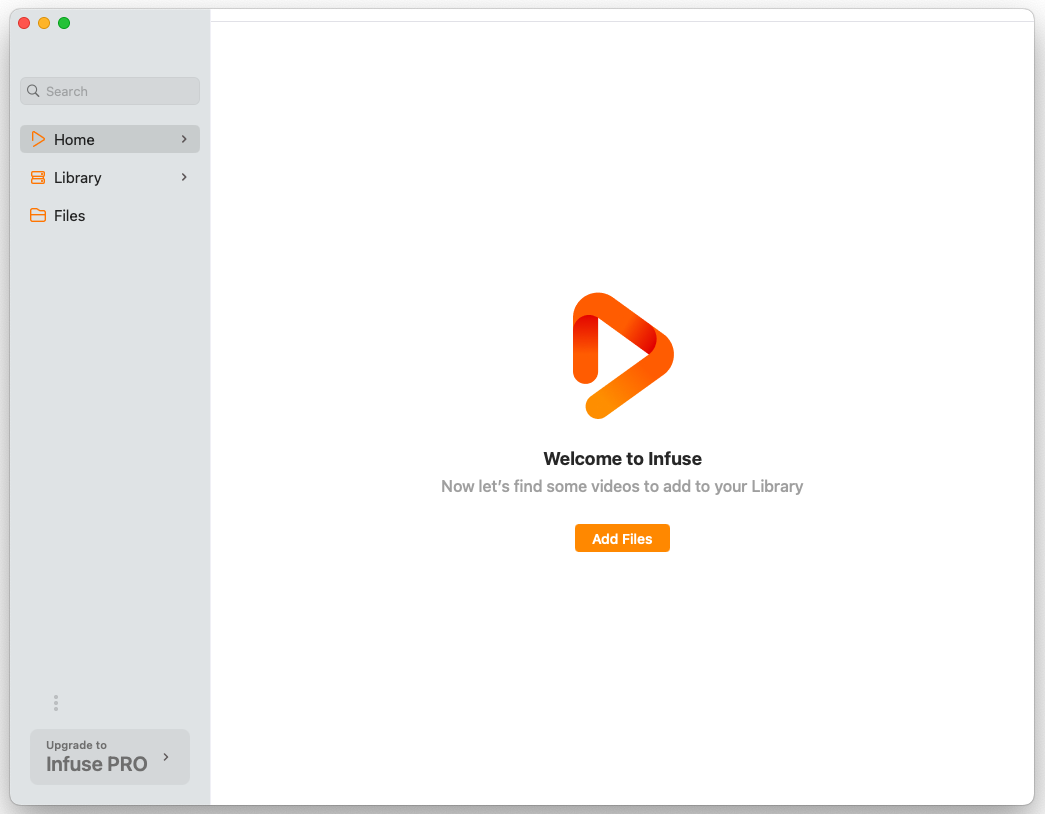 Search
Home
Library
Files
Welcome to Infuse
Now let's find some videos to add to your Library
Add Files
Upgrade to
Infuse PRO